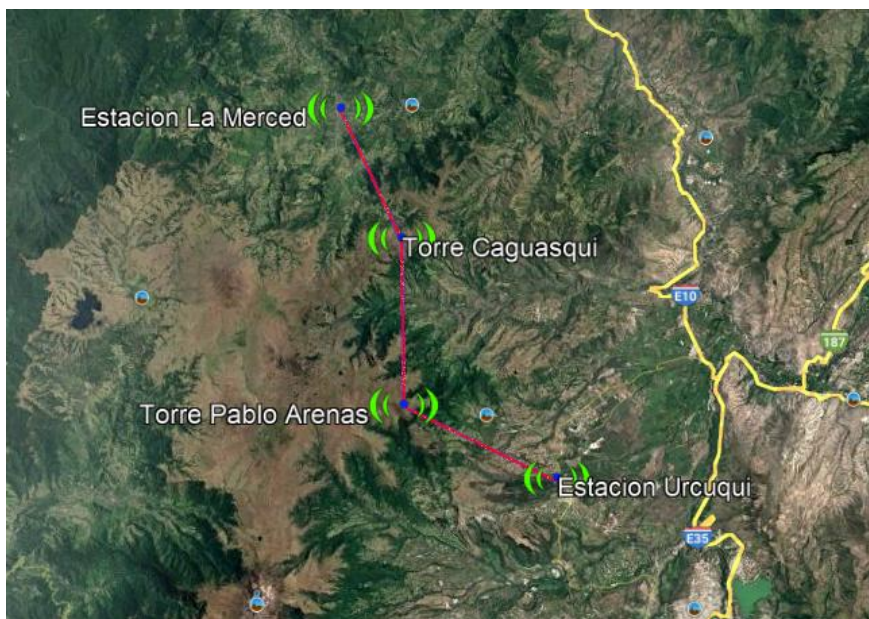 Estacion La Merced
Torre Caguasqui
E10
187
Torre Pablo Arenas
Estacion Urcuqui
E35